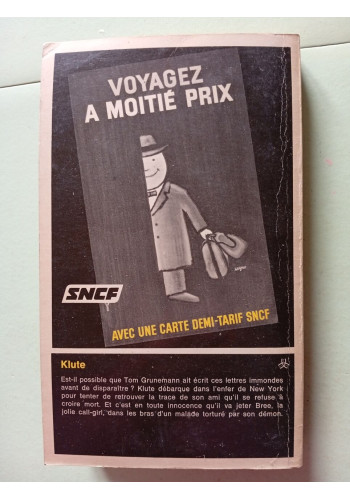 VOYAGEZ
A MOITIÉ PRIX
SNCF
AVEC UNE CARTE DEMI-TARIF SNCF
Klute
Est-il possible que Tom Grunemann ait écrit ces lettres immondes
avant de disparaître ? Klute débarque dans l'enfer de New York
pour tenter de retrouver la trace de son ami qu'il se refuse à
croire mort. Et c'est en toute innocence qu'il va jeter Bree, la
jolie call-girl, dans les bras d'un malade torturé par son démon.